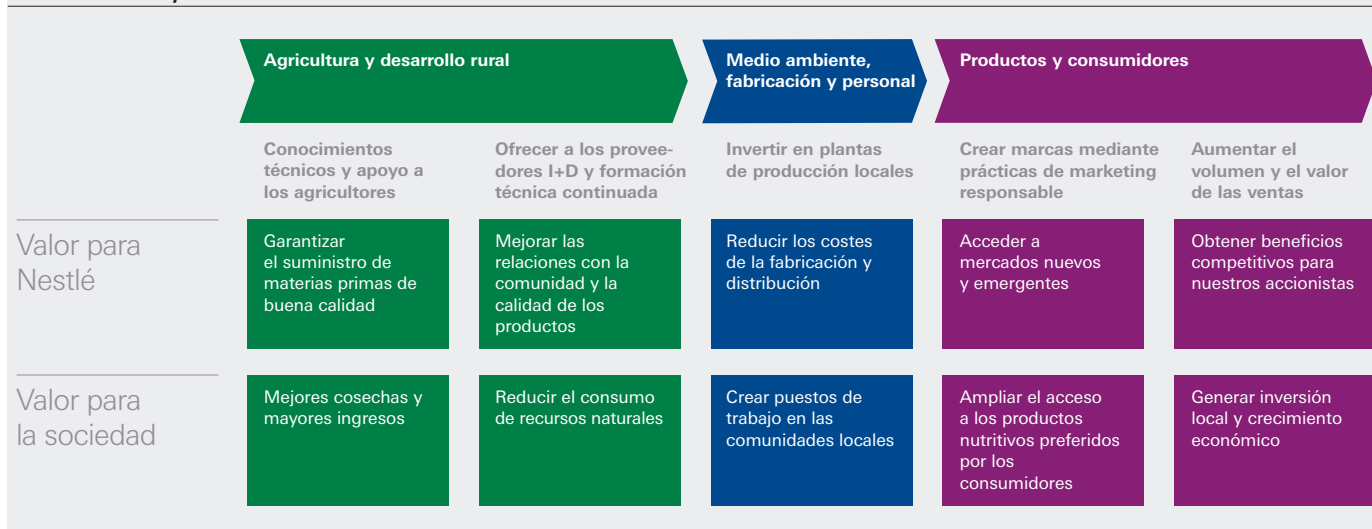 Agricultura y desarrollo rural
Medio ambiente,
fabricación y personal
Productos y consumidores
Conocimientos
técnicos y apoyo a
los agricultores
Ofrecer a los provee-
dores I+D y formación
técnica continuada
Invertir en plantas
de producción locales
Crear marcas mediante
prácticas de marketing
responsable
Aumentar el
volumen y el valor
de las ventas
Valor para
Nestlé
Garantizar
el suministro de
materias primas de
buena calidad
Mejorar las
relaciones con la
comunidad y la
calidad de los
productos
Reducir los costes
de la fabricación y
distribución
Acceder a
mercados nuevos
y emergentes
Obtener beneficios
competitivos para
nuestros accionistas
Valor para
la sociedad
Mejores cosechas y
mayores ingresos
Reducir el consumo
de recursos naturales
Crear puestos de
trabajo en las
comunidades locales
Ampliar el acceso
a los productos
nutritivos preferidos
por los
consumidores
Generar inversión
local y crecimiento
económico